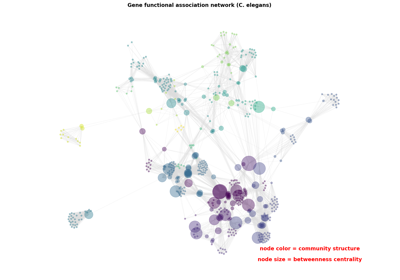 Gene functional association network (C. elegans)
node color = community structure
node size = betweenness centrality